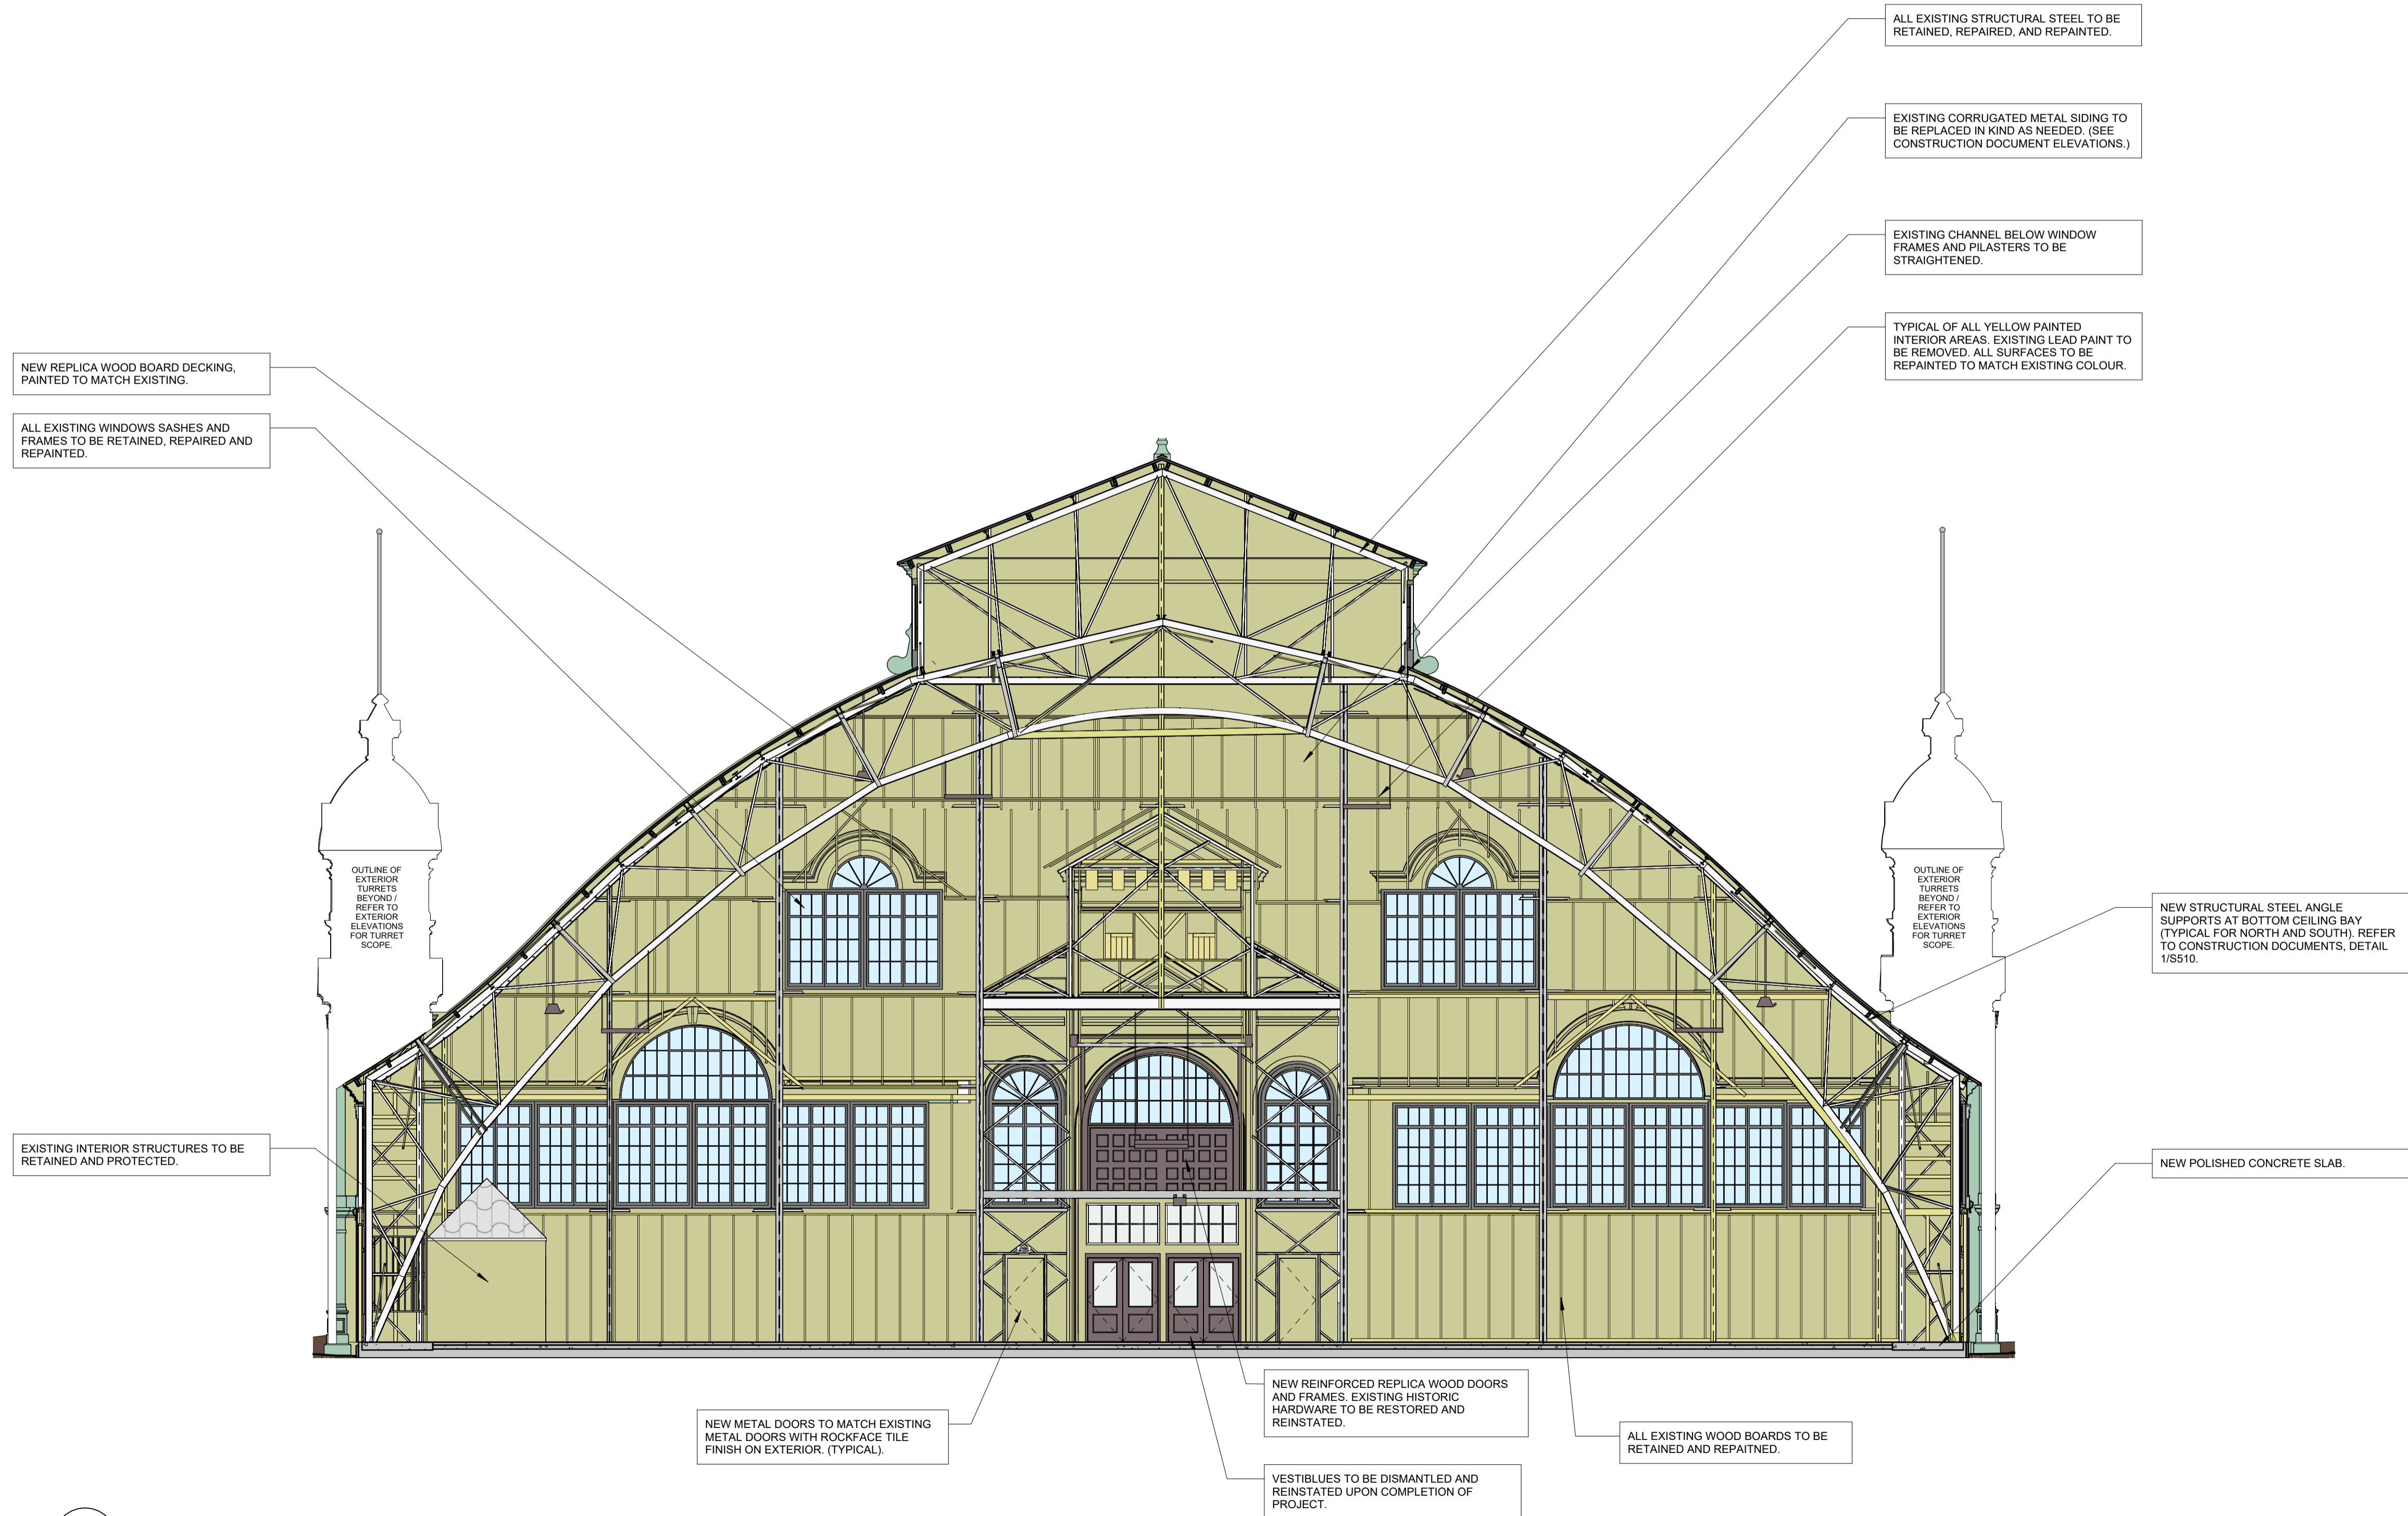 ALL EXISTING STRUCTURAL STEEL TO BE
RETAINED, REPAIRED, AND REPAINTED.
EXISTING CORRUGATED METAL SIDING TO
BE REPLACED IN KIND AS NEEDED. (SEE
CONSTRUCTION DOCUMENT ELEVATIONS.)
EXISTING CHANNEL BELOW WINDOW
FRAMES AND PILASTERS TO BE
STRAIGHTENED.
TYPICAL OF ALL YELLOW PAINTED
INTERIOR AREAS. EXISTING LEAD PAINT TO
BE REMOVED. ALL SURFACES TO BE
REPAINTED TO MATCH EXISTING COLOUR.
NEW REPLICA WOOD BOARD DECKING,
PAINTED TO MATCH EXISTING.
ALL EXISTING WINDOWS SASHES AND
FRAMES TO BE RETAINED, REPAIRED AND
REPAINTED.
OUTLINE OF
EXTERIOR
TURRETS
BEYOND /
REFER TO
EXTERIOR
ELEVATIONS
FOR TURRET
SCOPE.
OUTLINE OF
EXTERIOR
TURRETS
BEYOND /
REFER TO
EXTERIOR
ELEVATIONS
FOR TURRET
SCOPE.
NEW STRUCTURAL STEEL ANGLE
SUPPORTS AT BOTTOM CEILING BAY
(TYPICAL FOR NORTH AND SOUTH). REFER
TO CONSTRUCTION DOCUMENTS, DETAIL
1/S510.
EXISTING INTERIOR STRUCTURES TO BE
RETAINED AND PROTECTED.
NEW POLISHED CONCRETE SLAB.
NEW REINFORCED REPLICA WOOD DOORS
AND FRAMES. EXISTING HISTORIC
HARDWARE TO BE RESTORED AND
REINSTATED.
NEW METAL DOORS TO MATCH EXISTING
METAL DOORS WITH ROCKFACE TILE
FINISH ON EXTERIOR. (TYPICAL).
ALL EXISTING WOOD BOARDS TO BE
RETAINED AND REPAITNED.
VESTIBLUES TO BE DISMANTLED AND
REINSTATED UPON COMPLETION OF
PROJECT.